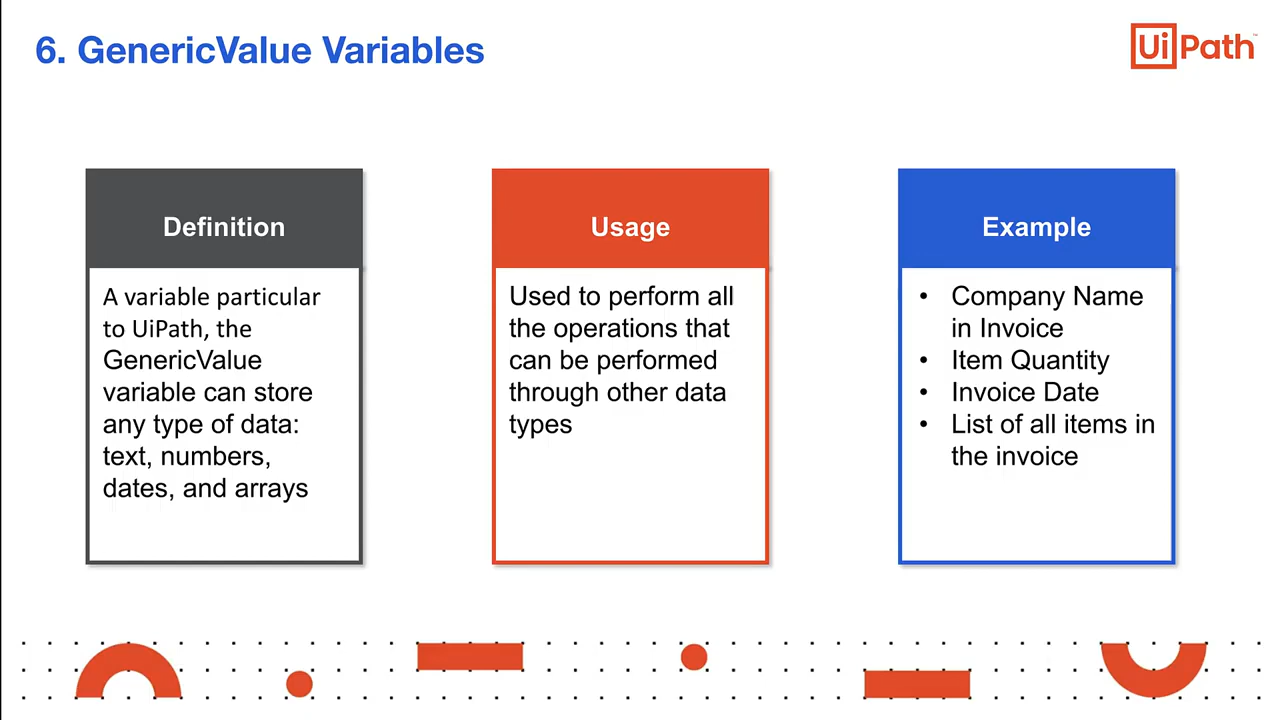 6. GenericValue Variables
UiPath™
Definition
A variable particular
to UiPath, the
GenericValue
variable can store
any type of data:
text, numbers,
dates, and arrays
Usage
Used to perform all
the operations that
can be performed
through other data
types
Example
• Company Name
in Invoice
• Item Quantity
• Invoice Date
• List of all items in
the invoice